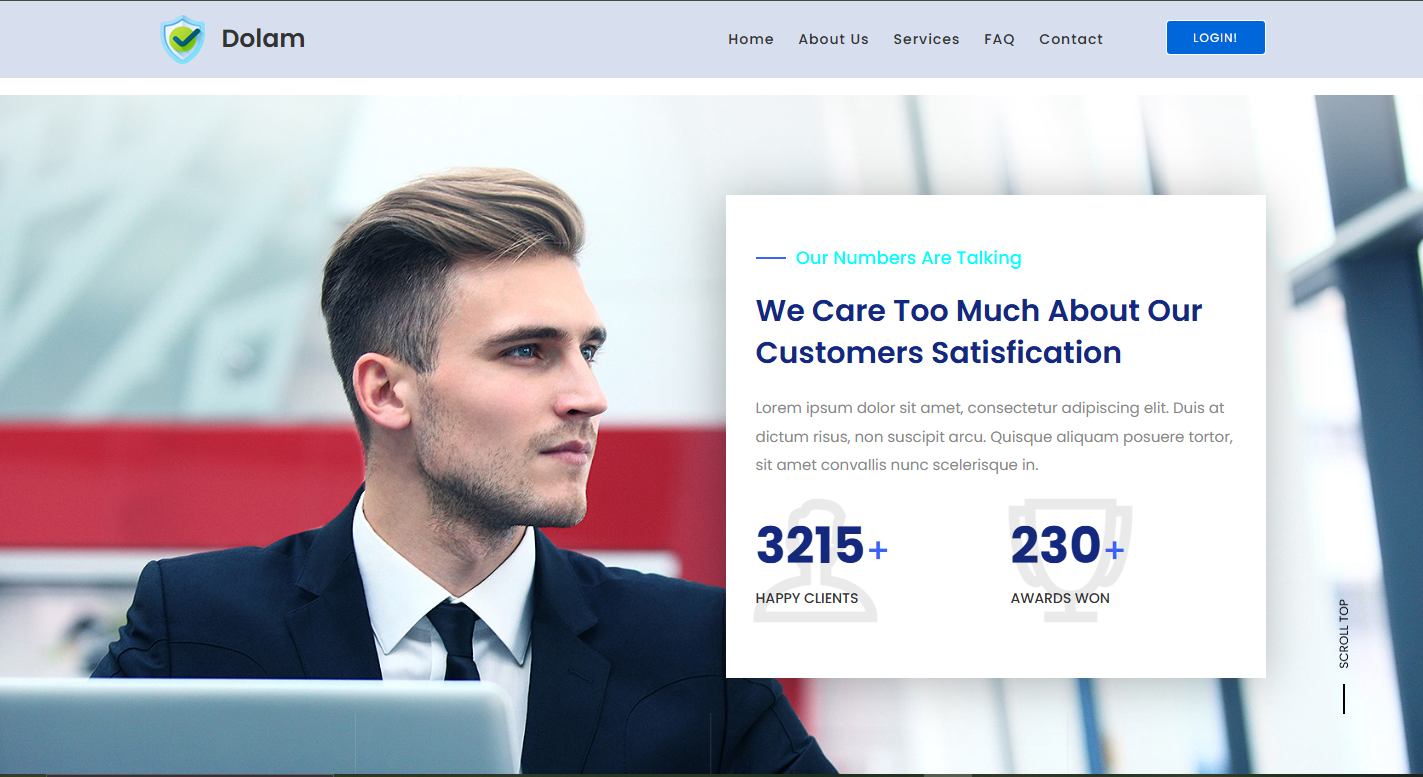 Dolam
Home About Us Services FAQ Contact LOGIN!
Our Numbers Are Talking
We Care Too Much About Our
Customers Satisfication
Lorem ipsum dolor sit amet, consectetur adipiscing elit. Duis at
dictum risus, non suscipit arcu. Quisque aliquam posuere tortor,
sit amet convallis nunc scelerisque in.
3215+ 230+
HAPPY CLIENTS AWARDS WON
SCROLL TOP